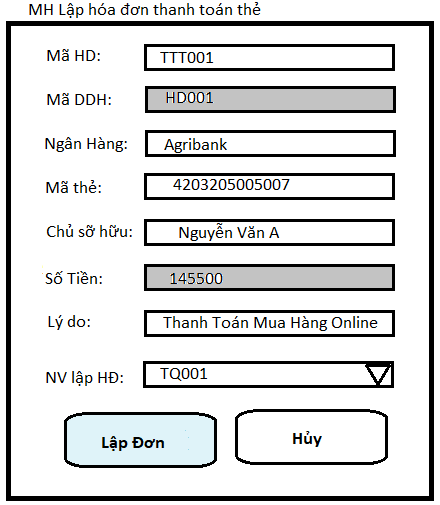 MH Lập hóa đơn thanh toán thẻ
Mã HD: TTT001
Mã DDH: HD001
Ngân Hàng: Agribank
Mã thẻ: 4203205005007
Chủ sỡ hữu: Nguyễn Văn A
Số Tiền: 145500
Lý do: Thanh Toán Mua Hàng Online
NV lập HĐ: TQ001
Lập Đơn Hủy